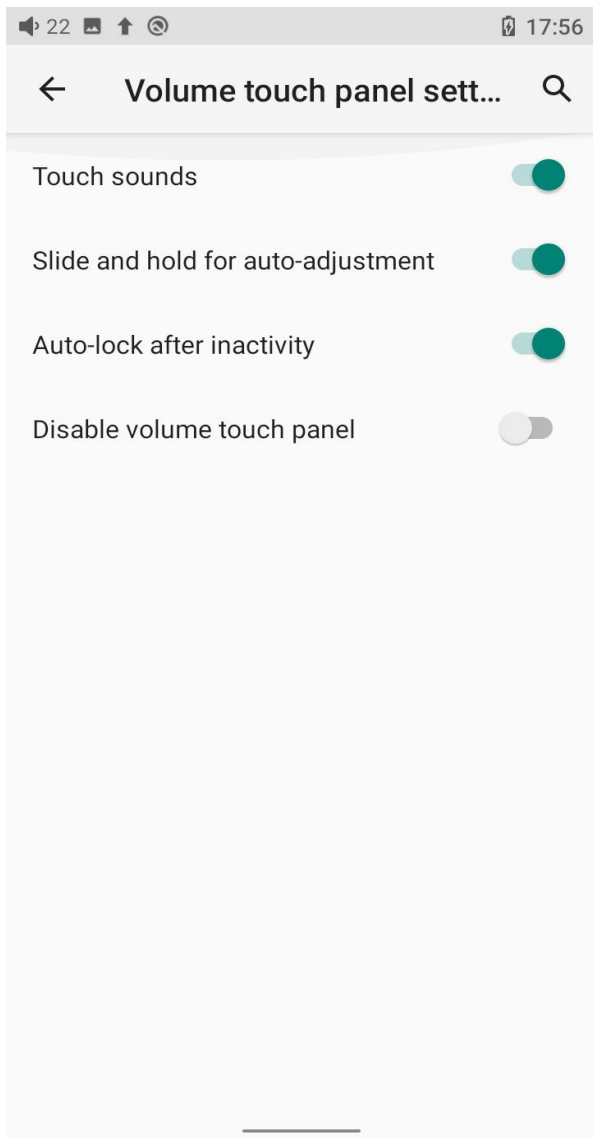 22 17:56
Volume touch panel sett...
Touch sounds
Slide and hold for auto-adjustment
Auto-lock after inactivity
Disable volume touch panel